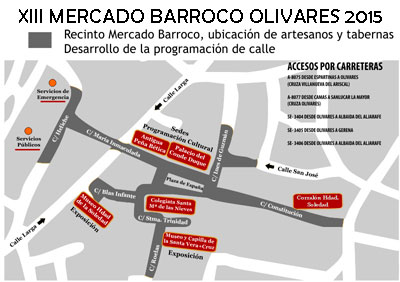 XIII MERCADO BARROCO OLIVARES 2015
Recinto Mercado Barroco, ubicación de artesanos y tabernas
Desarrollo de la programación de calle
ACCESOS POR CARRETERAS
A-8075 DESDE ESPARTINAS A OLIVARES
(CRUZA VILLANUEVA DEL ARISCAL)
A-8077 DESDE CAMAS A SANLUCAR LA MAYOR
(CRUZA OLIVARES)
SE-3404 DESDE OLIVARES A ALBAIDA DEL ALJARAFE
SE-3405 DESDE OLIVARES A GERENA
SE-3406 DESDE OLIVARES A ALBAIDA DEL ALJARAFE
Calle Larga
Servicios de
Emergencia
Sedes
Programación Cultural
C/Heliche
C/ María Inmaculada
Antigua
Peña Bética
Palacio del
Conde Duque
C/Ines de Guzmán
Servicios
Públicos
Calle San José
Plaza de España
C/ Blas Infante
Colegiata Santa
Mª de las Nieves
C/ Constitución
Corralón Hdad.
Soledad
Museo Hdad
de la Soledad
Exposición
C/ Stma. Trinidad
Calle Larga
Museo y Capilla de
la Santa Vera+Cruz
Exposición
C/ Roelas